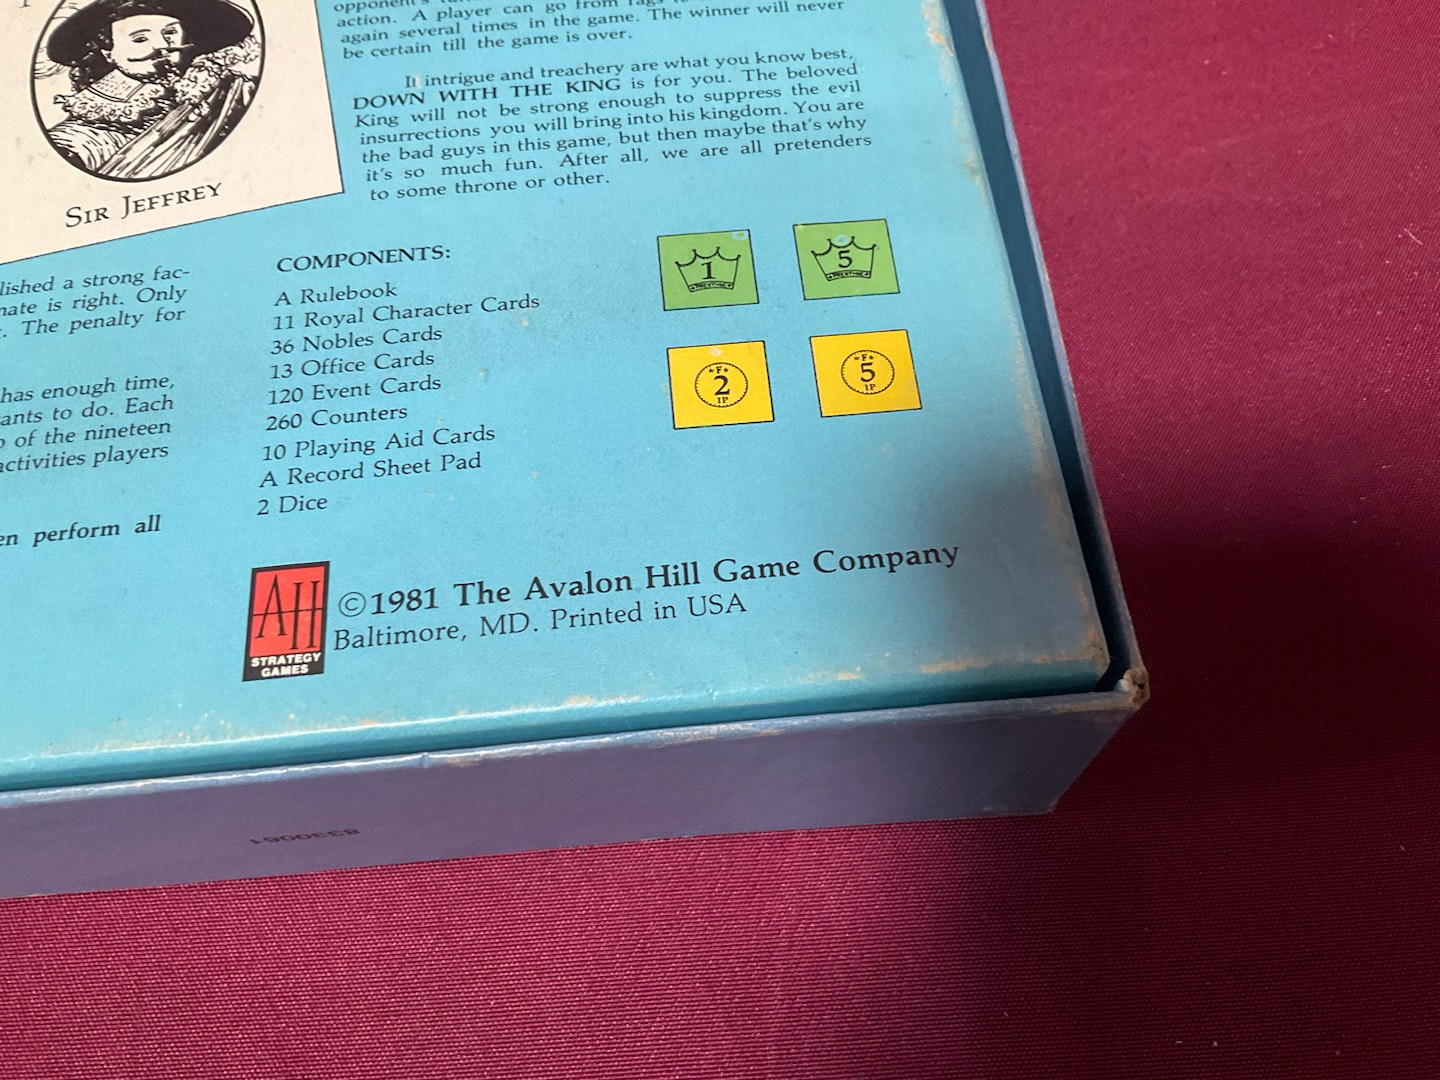 action. A player can go from rags
again several times in the game. The winner will never
be certain till the game is over.
If intrigue and treachery are what you know best,
DOWN WITH THE KING is for you. The beloved
King will not be strong enough to suppress the evil
insurrections you will bring into his kingdom. You are
the bad guys in this game, but then maybe that's why
it's so much fun. After all, we are all pretenders
to some throne or other.
SIR JEFFREY
lished a strong fac-
nate is right. Only
The penalty for
has enough time,
ants to do. Each
of the nineteen
activities players
en perform all
COMPONENTS:
A Rulebook
11 Royal Character Cards
36 Nobles Cards
13 Office Cards
120 Event Cards
260 Counters
10 Playing Aid Cards
A Record Sheet Pad
2 Dice
1
PRESTIGE
5
PRESTIGE
★F★
2
IP
★F★
5
IP
AH
STRATEGY
GAMES
©1981 The Avalon Hill Game Company
Baltimore, MD. Printed in USA
8330061